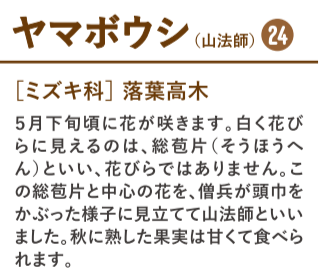 ヤマボウシ（山法師）24
［ミズキ科］落葉高木
５月下旬頃に花が咲きます。白く花び
らに見えるのは、総苞片（そうほうへ
ん）といい、花びらではありません。こ
の総苞片と中心の花を、僧兵が頭巾を
かぶった様子に見立てて山法師といい
ました。秋に熟した果実は甘くて食べら
れます。